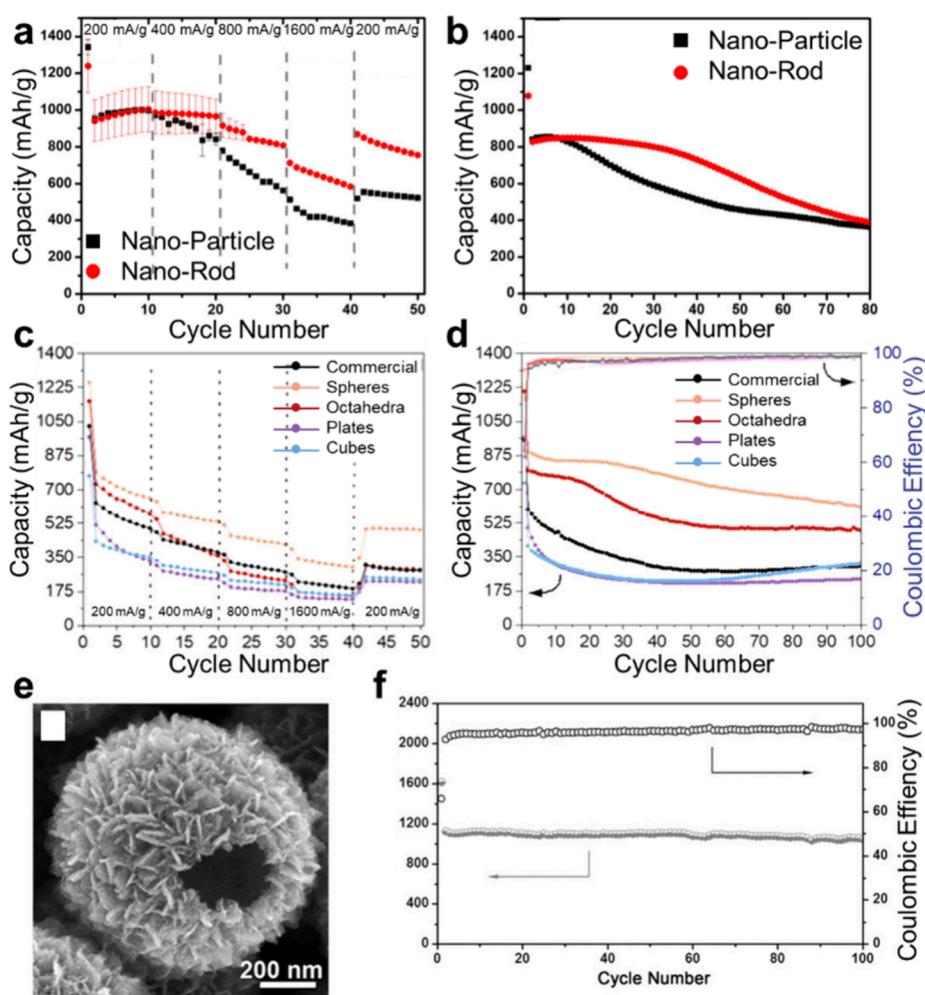 a
200 mA/g 400 mA/g 800 mA/g 1600 mA/g 200 mA/g
1400
1200
1000
800
600
400
200
0
Capacity (mAh/g)
Nano-Particle
Nano-Rod
0 10 20 30 40 50
Cycle Number
b
1400
1200
1000
800
600
400
200
0
Capacity (mAh/g)
Nano-Particle
Nano-Rod
0 10 20 30 40 50 60 70 80
Cycle Number
c
1400
1225
1050
875
700
525
350
175
0
Capacity (mAh/g)
Commercial
Spheres
Octahedra
Plates
Cubes
200 mA/g 400 mA/g 800 mA/g 1600 mA/g 200 mA/g
0 5 10 15 20 25 30 35 40 45 50
Cycle Number
d
1400
1225
1050
875
700
525
350
175
0
Capacity (mAh/g)
Commercial
Spheres
Octahedra
Plates
Cubes
100
80
60
40
20
0
Coulombic Effiency (%)
0 10 20 30 40 50 60 70 80 90 100
Cycle Number
e
200 nm
f
2400
2000
1600
1200
800
400
0
Capacity (mAh/g)
100
80
60
40
20
0
Coulombic Effiency (%)
0 20 40 60 80 100
Cycle Number